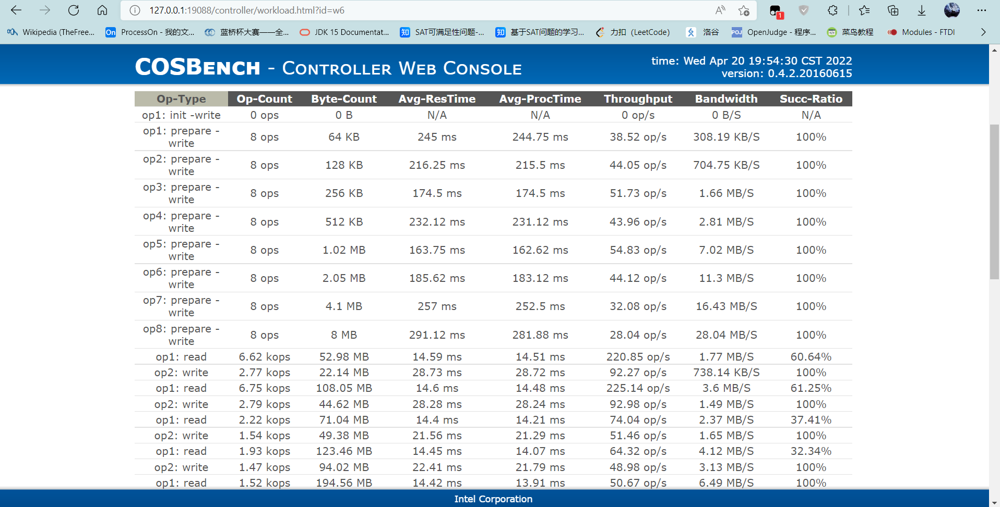 127.0.0.1:19088/controller/workload.html?id=w6
1
Wikipedia (TheFree...
On ProcessOn - 我的文...
蓝桥杯大赛——全...
JDK 15 Documentat...
知 SAT可满足性问题-...
知 基于SAT问题的学习...
力扣（LeetCode）
洛谷
POJ OpenJudge - 程序...
菜鸟教程
Modules - FTDI
COSBENCH - CONTROLLER WEB CONSOLE
time: Wed Apr 20 19:54:30 CST 2022
version: 0.4.2.20160615
Op-Type Op-Count Byte-Count Avg-ResTime Avg-ProcTime Throughput Bandwidth Succ-Ratio
op1: init -write 0 ops 0 B N/A N/A 0 op/s 0 B/S N/A
op1: prepare -
write 8 ops 64 KB 245 ms 244.75 ms 38.52 op/s 308.19 KB/S 100%
op2: prepare -
write 8 ops 128 KB 216.25 ms 215.5 ms 44.05 op/s 704.75 KB/S 100%
op3: prepare -
write 8 ops 256 KB 174.5 ms 174.5 ms 51.73 op/s 1.66 MB/S 100%
op4: prepare -
write 8 ops 512 KB 232.12 ms 231.12 ms 43.96 op/s 2.81 MB/S 100%
op5: prepare -
write 8 ops 1.02 MB 163.75 ms 162.62 ms 54.83 op/s 7.02 MB/S 100%
op6: prepare -
write 8 ops 2.05 MB 185.62 ms 183.12 ms 44.12 op/s 11.3 MB/S 100%
op7: prepare -
write 8 ops 4.1 MB 257 ms 252.5 ms 32.08 op/s 16.43 MB/S 100%
op8: prepare -
write 8 ops 8 MB 291.12 ms 281.88 ms 28.04 op/s 28.04 MB/S 100%
op1: read 6.62 kops 52.98 MB 14.59 ms 14.51 ms 220.85 op/s 1.77 MB/S 60.64%
op2: write 2.77 kops 22.14 MB 28.73 ms 28.72 ms 92.27 op/s 738.14 KB/S 100%
op1: read 6.75 kops 108.05 MB 14.6 ms 14.48 ms 225.14 op/s 3.6 MB/S 61.25%
op2: write 2.79 kops 44.62 MB 28.28 ms 28.24 ms 92.98 op/s 1.49 MB/S 100%
op1: read 2.22 kops 71.04 MB 14.4 ms 14.21 ms 74.04 op/s 2.37 MB/S 37.41%
op2: write 1.54 kops 49.38 MB 21.56 ms 21.29 ms 51.46 op/s 1.65 MB/S 100%
op1: read 1.93 kops 123.46 MB 14.45 ms 14.07 ms 64.32 op/s 4.12 MB/S 32.34%
op2: write 1.47 kops 94.02 MB 22.41 ms 21.79 ms 48.98 op/s 3.13 MB/S 100%
op1: read 1.52 kops 194.56 MB 14.42 ms 13.91 ms 50.67 op/s 6.49 MB/S 100%
Intel Corporation